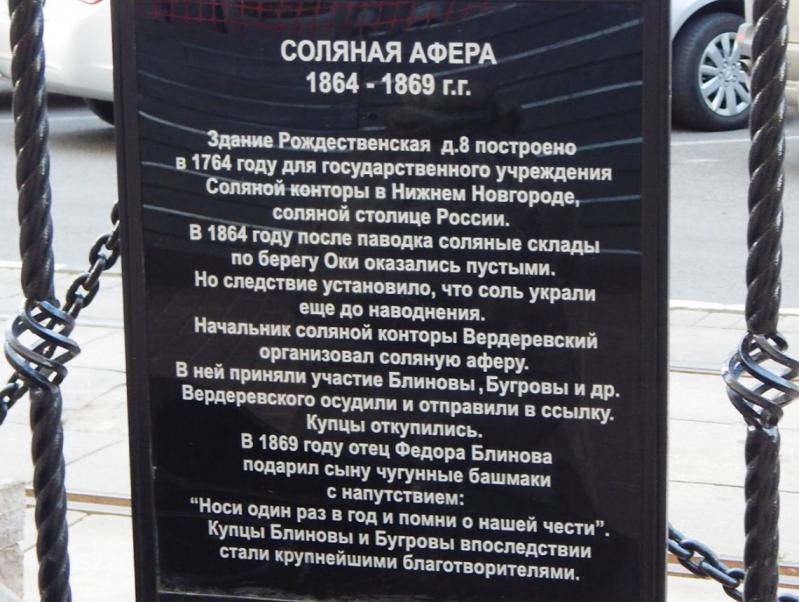 СОЛЯНАЯ АФЕРА
1864 - 1869 г.г.
Здание Рождественская д.8 построено
в 1764 году для государственного учреждения
Соляной конторы в Нижнем Новгороде,
соляной столице России.
В 1864 году после паводка соляные склады
по берегу Оки оказались пустыми.
Но следствие установило, что соль украли
еще до наводнения.
Начальник соляной конторы Вердеревский
организовал соляную аферу.
В ней приняли участие Блиновы ,Бугровы и др.
Вердеревского осудили и отправили в ссылку.
Купцы откупились.
В 1869 году отец Федора Блинова
подарил сыну чугунные башмаки
с напутствием:
“Носи один раз в год и помни о нашей чести”.
Купцы Блиновы и Бугровы впоследствии
стали крупнейшими благотворителями.